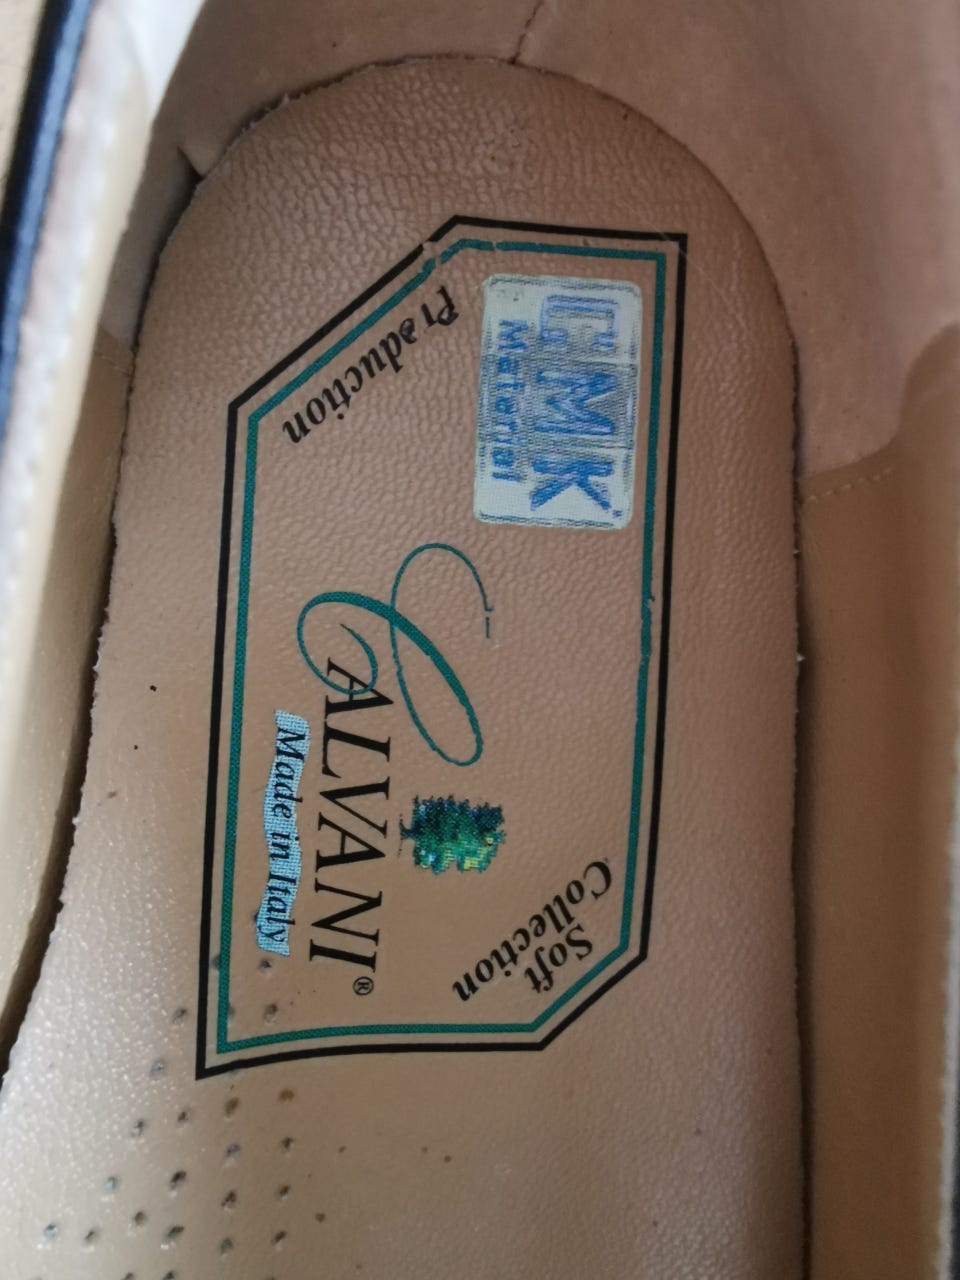 CMK
Material
Production
CALVANI®
Made in Italy
Soft
Collection